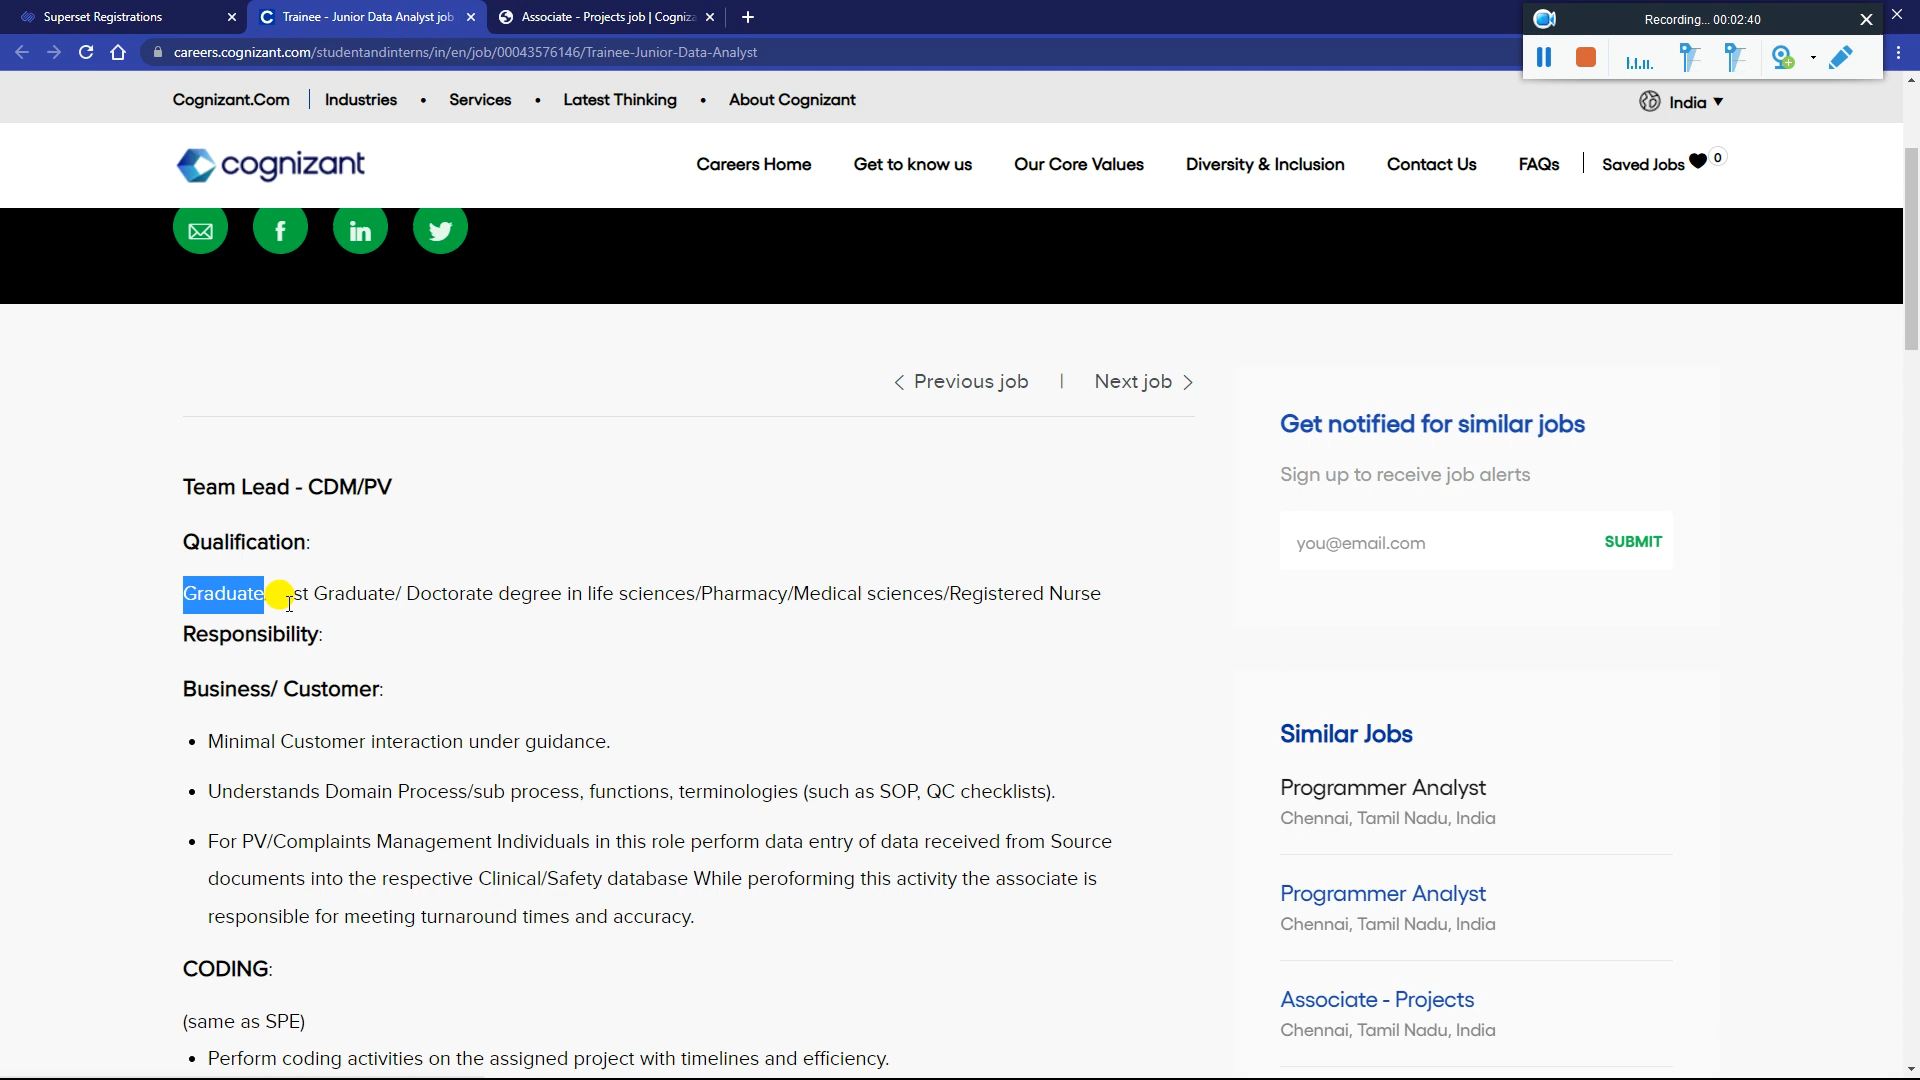 Superset Registrations
Trainee - Junior Data Analyst job
Associate - Projects job | Cogniz
Recording... 00:02:40
careers.cognizant.com/studentandinterns/in/en/job/00043576146/Trainee-Junior-Data-Analyst
Cognizant.Com
Industries • Services • Latest Thinking • About Cognizant
India
cognizant
Careers Home
Get to know us
Our Core Values
Diversity & Inclusion
Contact Us
FAQs
Saved Jobs
0
Previous job | Next job
Team Lead - CDM/PV
Qualification:
Graduate st Graduate/ Doctorate degree in life sciences/Pharmacy/Medical sciences/Registered Nurse
Responsibility:
Business/ Customer:
• Minimal Customer interaction under guidance.
• Understands Domain Process/sub process, functions, terminologies (such as SOP, QC checklists).
• For PV/Complaints Management Individuals in this role perform data entry of data received from Source
documents into the respective Clinical/Safety database While peroforming this activity the associate is
responsible for meeting turnaround times and accuracy.
CODING:
(same as SPE)
• Perform coding activities on the assigned project with timelines and efficiency.
Get notified for similar jobs
Sign up to receive job alerts
you@email.com
SUBMIT
Similar Jobs
Programmer Analyst
Chennai, Tamil Nadu, India
Programmer Analyst
Chennai, Tamil Nadu, India
Associate - Projects
Chennai, Tamil Nadu, India